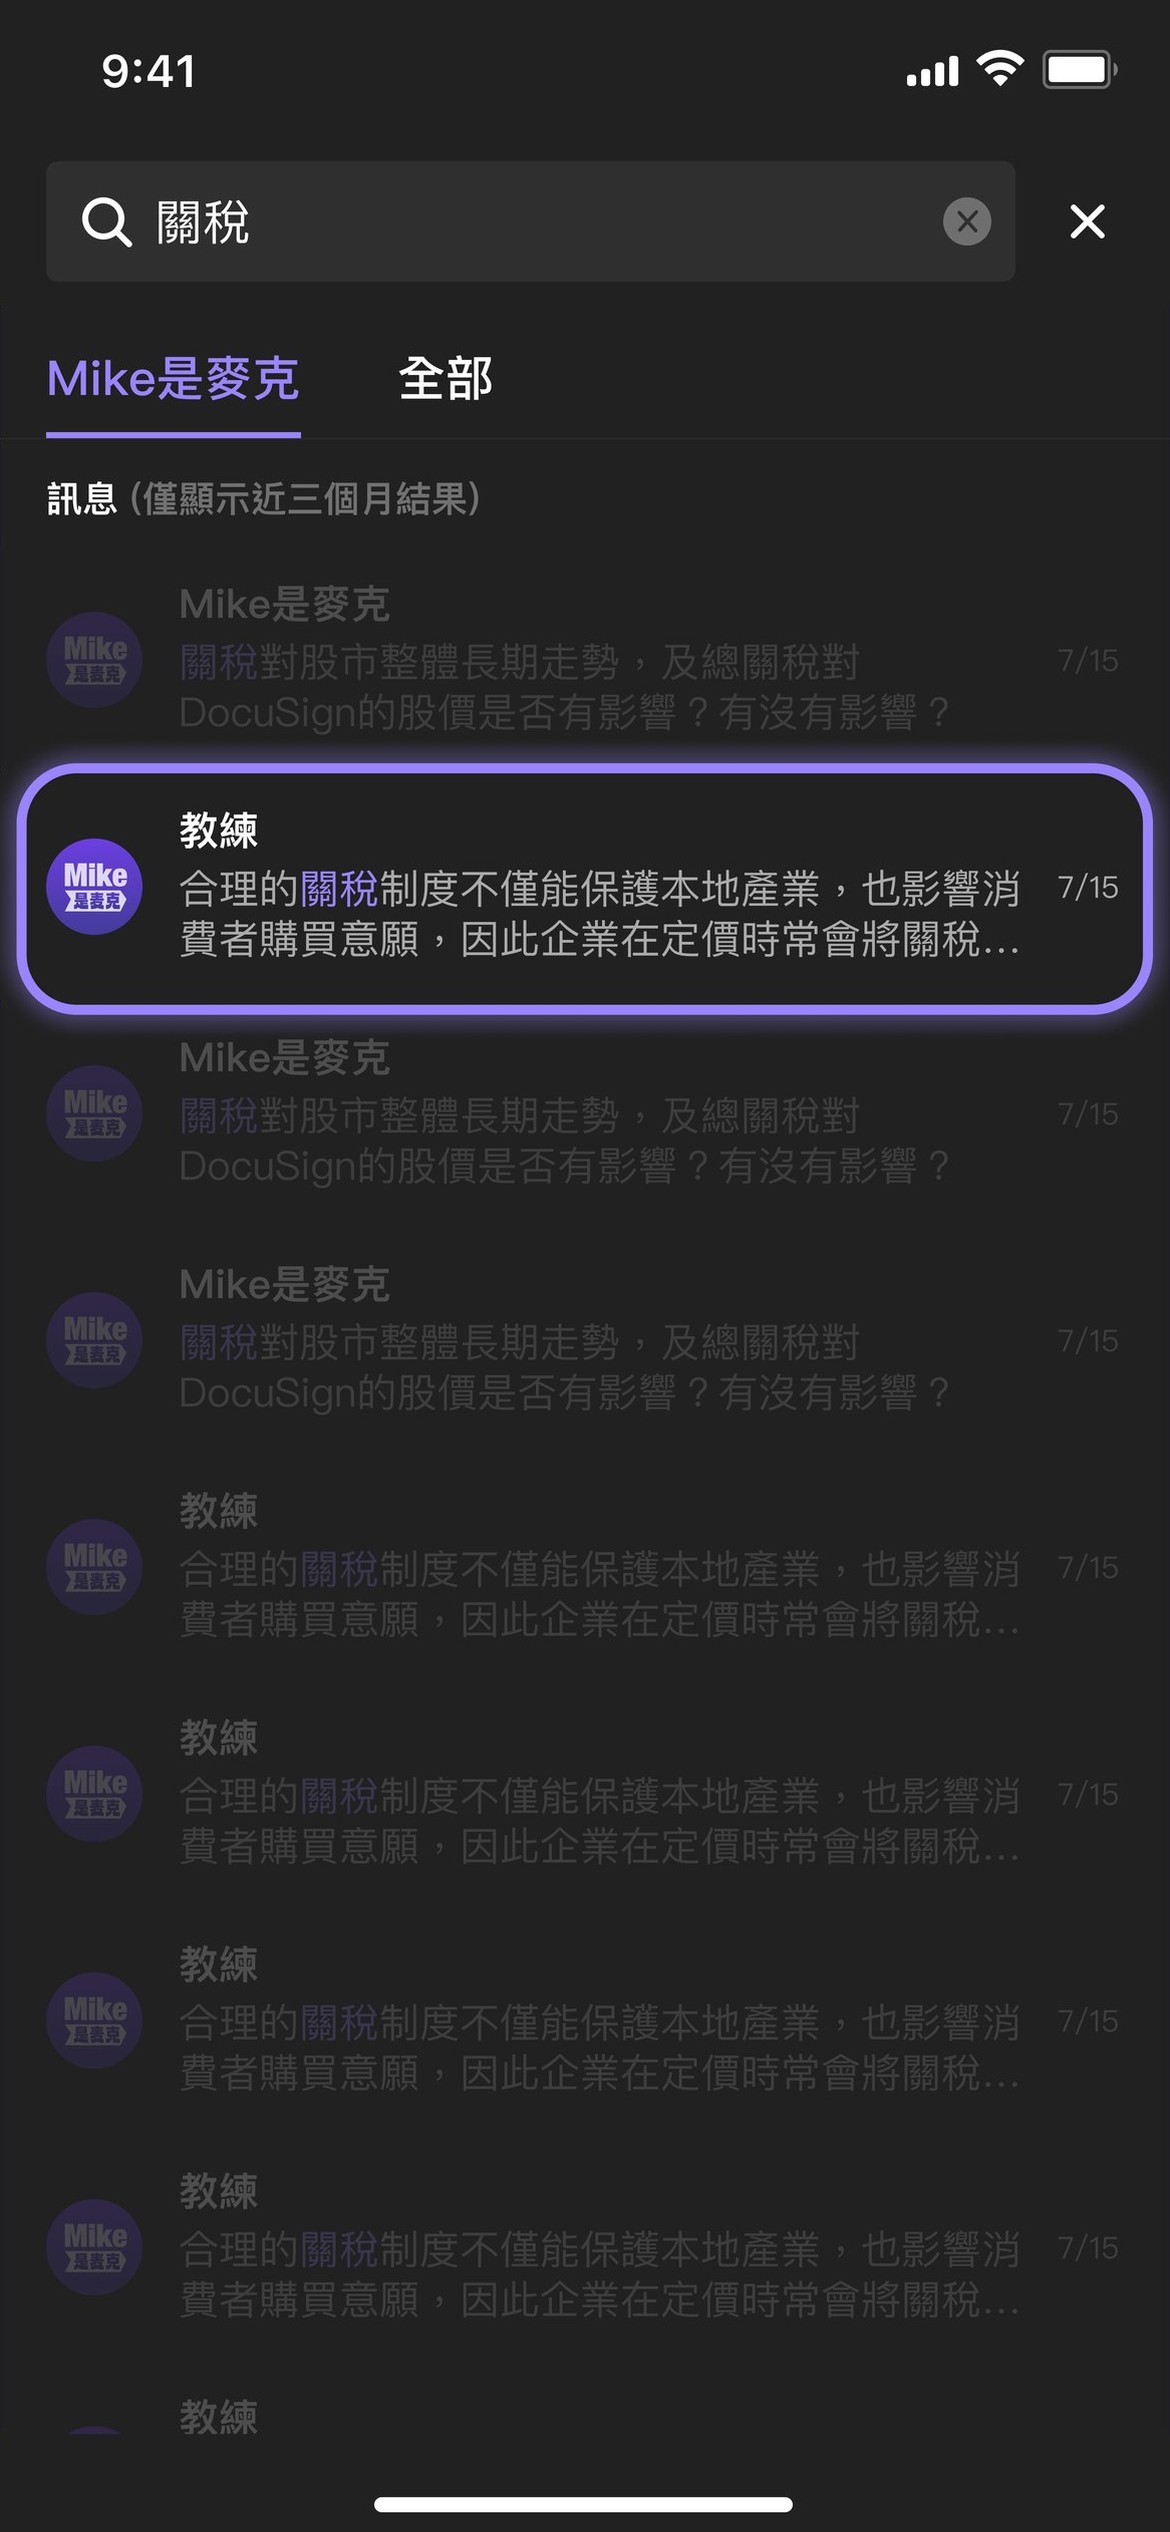 9:41
關稅
Mike是麥克
全部
訊息 (僅顯示近三個月結果)
Mike是麥克
Mike
是麥克
關稅對股市整體長期走勢，及總關稅對
DocuSign的股價是否有影響？有沒有影響？
7/15
教練
Mike
是麥克
合理的關稅制度不僅能保護本地產業，也影響消
費者購買意願，因此企業在定價時常會將關稅...
7/15
Mike是麥克
Mike
是麥克
關稅對股市整體長期走勢，及總關稅對
DocuSign的股價是否有影響？有沒有影響？
7/15
Mike是麥克
Mike
是麥克
關稅對股市整體長期走勢，及總關稅對
DocuSign的股價是否有影響？有沒有影響？
7/15
教練
Mike
是麥克
合理的關稅制度不僅能保護本地產業，也影響消
費者購買意願，因此企業在定價時常會將關稅...
7/15
教練
Mike
是麥克
合理的關稅制度不僅能保護本地產業，也影響消
費者購買意願，因此企業在定價時常會將關稅...
7/15
教練
Mike
是麥克
合理的關稅制度不僅能保護本地產業，也影響消
費者購買意願，因此企業在定價時常會將關稅...
7/15
教練
Mike
是麥克
合理的關稅制度不僅能保護本地產業，也影響消
費者購買意願，因此企業在定價時常會將關稅...
7/15
教練